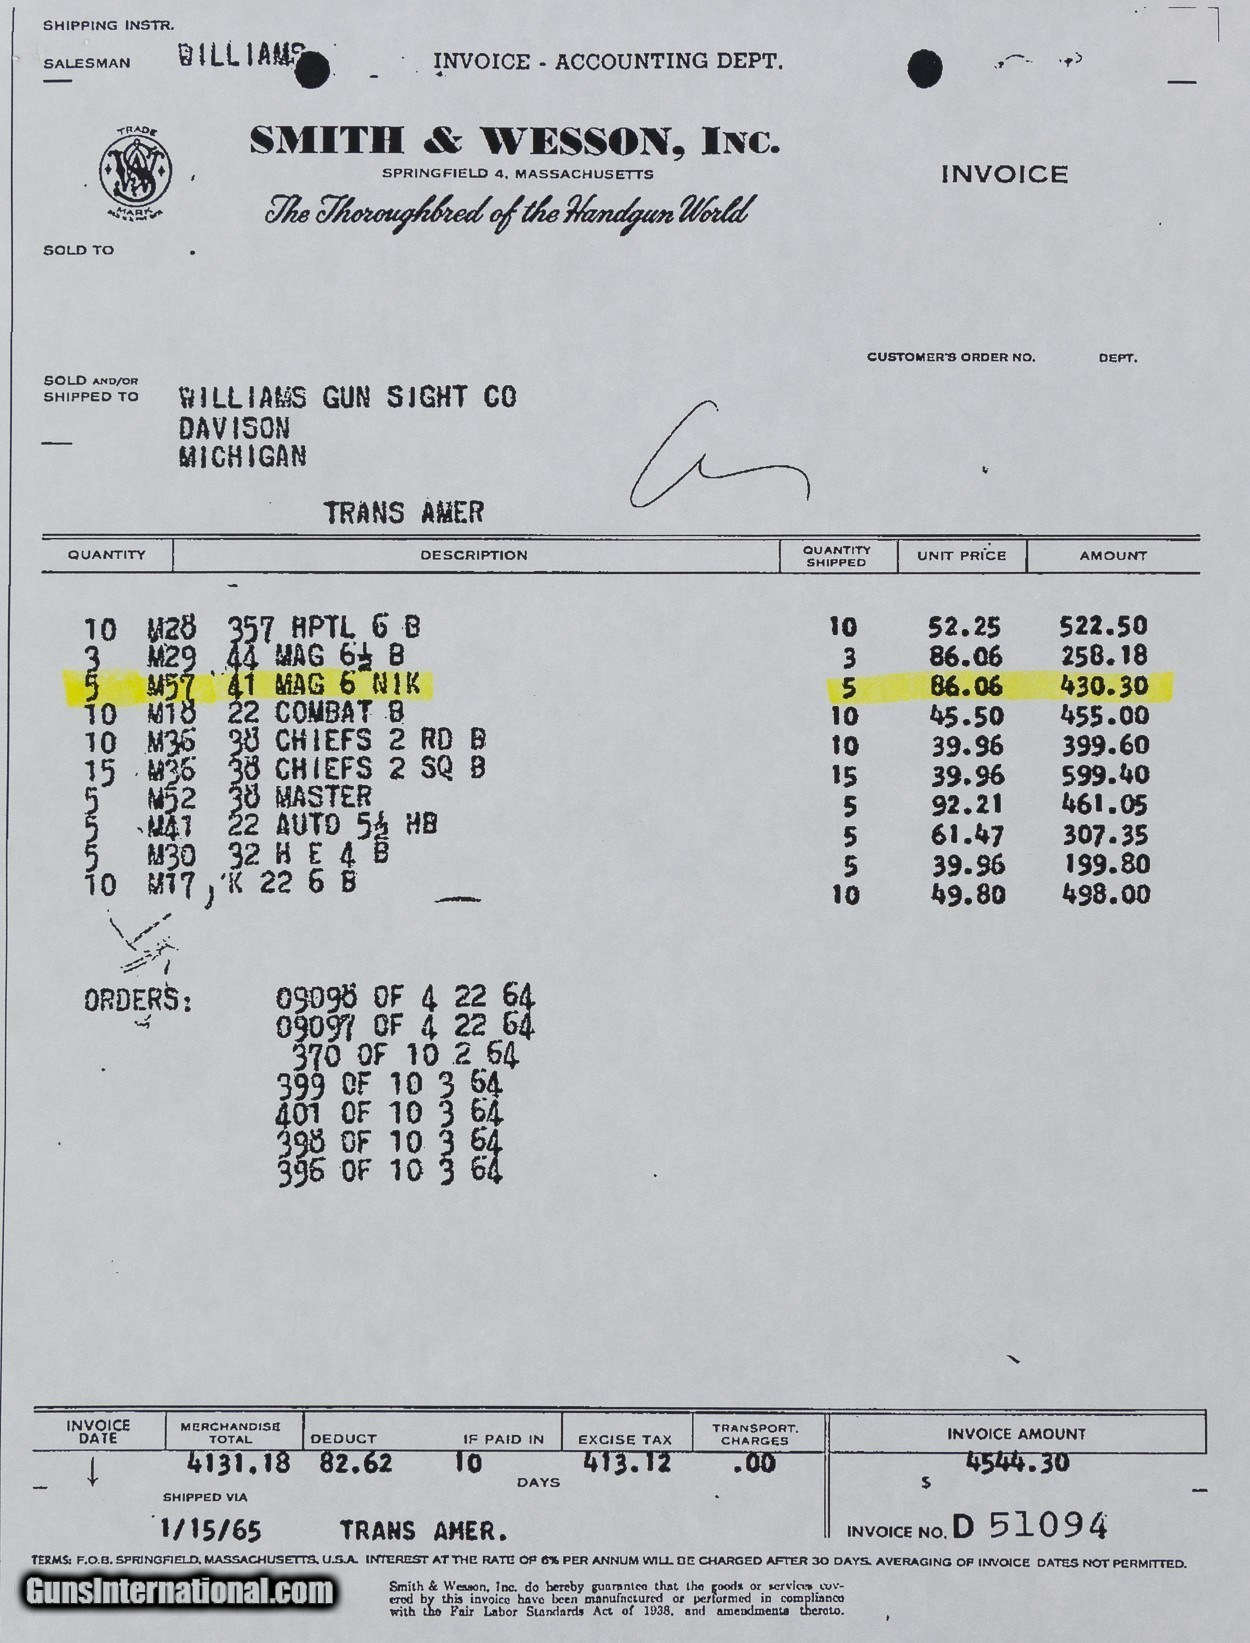 SHIPPING INSTR.
SALESMAN WILLIAMS
INVOICE - ACCOUNTING DEPT.
TRADE
MARK
SMITH & WESSON, INC.
SPRINGFIELD 4, MASSACHUSETTS
The Thoroughbred of the Handgun World
INVOICE
SOLD TO
CUSTOMER'S ORDER NO. DEPT.
SOLD AND/OR
SHIPPED TO
WILLIAMS GUN SIGHT CO
DAVISON
MICHIGAN
TRANS AMER
QUANTITY DESCRIPTION QUANTITY SHIPPED UNIT PRICE AMOUNT
10 M28 357 HPTL 6 B 10 52.25 522.50
3 M29 44 MAG 6½ B 3 86.06 258.18
5 M57 41 MAG 6 NIK 5 86.06 430.30
10 M18 22 COMBAT B 10 45.50 455.00
10 M36 38 CHIEFS 2 RD B 10 39.96 399.60
15 M36 38 CHIEFS 2 SQ B 15 39.96 599.40
5 M52 38 MASTER 5 92.21 461.05
5 M41 22 AUTO 5½ HB 5 61.47 307.35
5 M30 32 H E 4 B 5 39.96 199.80
10 M17 K 22 6 B 10 49.80 498.00
ORDERS: 09098 OF 4 22 64
09097 OF 4 22 64
370 OF 10 2 64
399 OF 10 3 64
401 OF 10 3 64
398 OF 10 3 64
396 OF 10 3 64
INVOICE DATE MERCHANDISE TOTAL DEDUCT IF PAID IN EXCISE TAX TRANSPORT. CHARGES INVOICE AMOUNT
4131.18 82.62 10 DAYS 413.12 .00 $ 4544.30
SHIPPED VIA
1/15/65 TRANS AMER.
INVOICE NO. D 51094
TERMS: F.O.B. SPRINGFIELD, MASSACHUSETTS, U.S.A. INTEREST AT THE RATE OF 6% PER ANNUM WILL BE CHARGED AFTER 30 DAYS. AVERAGING OF INVOICE DATES NOT PERMITTED.
GunsInternational.com
Smith & Wesson, Inc. do hereby guarantee that the goods or services cov-
ered by this invoice have been manufactured or performed in compliance
with the Fair Labor Standards Act of 1938, and amendments thereto.